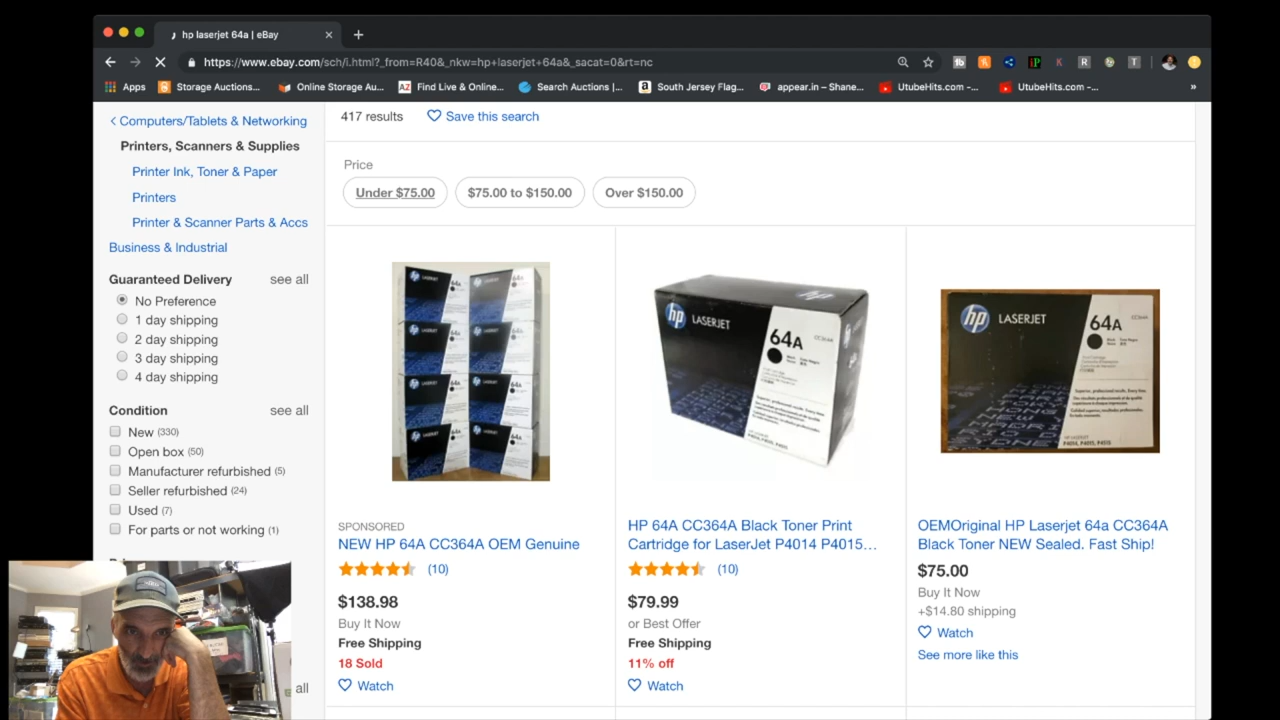 hp laserjet 64a | eBay
https://www.ebay.com/sch/i.html?_from=R40&_nkw=hp+laserjet+64a&_sacat=0&rt=nc
Apps
Storage Auctions...
Online Storage Au...
Find Live & Online...
Search Auctions |...
South Jersey Flag...
appear.in – Shane...
UtubeHits.com -...
UtubeHits.com -...
Computers/Tablets & Networking
Printers, Scanners & Supplies
Printer Ink, Toner & Paper
Printers
Printer & Scanner Parts & Accs
Business & Industrial
Guaranteed Delivery see all
No Preference
1 day shipping
2 day shipping
3 day shipping
4 day shipping
Condition see all
New (330)
Open box (50)
Manufacturer refurbished (5)
Seller refurbished (24)
Used (7)
For parts or not working (1)
all
417 results
Save this search
Price
Under $75.00
$75.00 to $150.00
Over $150.00
SPONSORED
NEW HP 64A CC364A OEM Genuine
(10)
$138.98
Buy It Now
Free Shipping
18 Sold
Watch
hp LASERJET
64A
HP 64A CC364A Black Toner Print
Cartridge for LaserJet P4014 P4015...
(10)
$79.99
or Best Offer
Free Shipping
11% off
Watch
hp LASERJET
64A
OEMOriginal HP Laserjet 64a CC364A
Black Toner NEW Sealed. Fast Ship!
$75.00
Buy It Now
+$14.80 shipping
Watch
See more like this